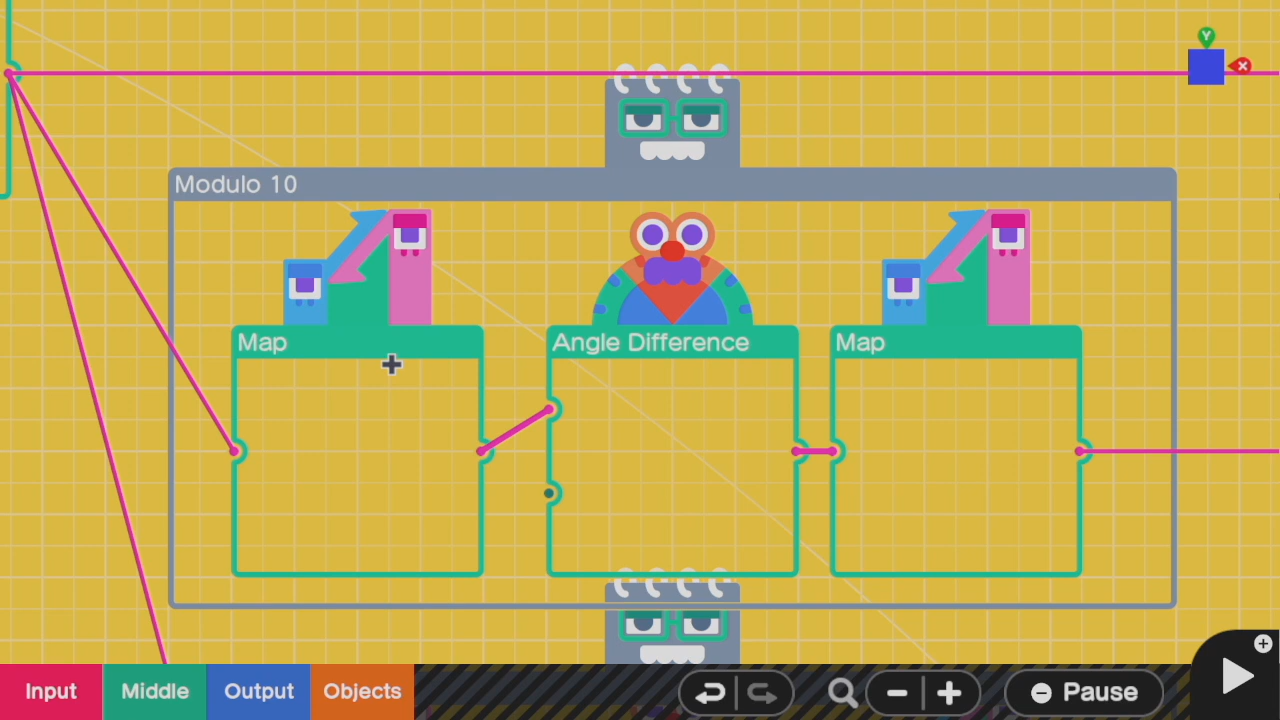 Y
X
Modulo 10
Map
Angle Difference
Map
Input
Middle
Output
Objects
Pause